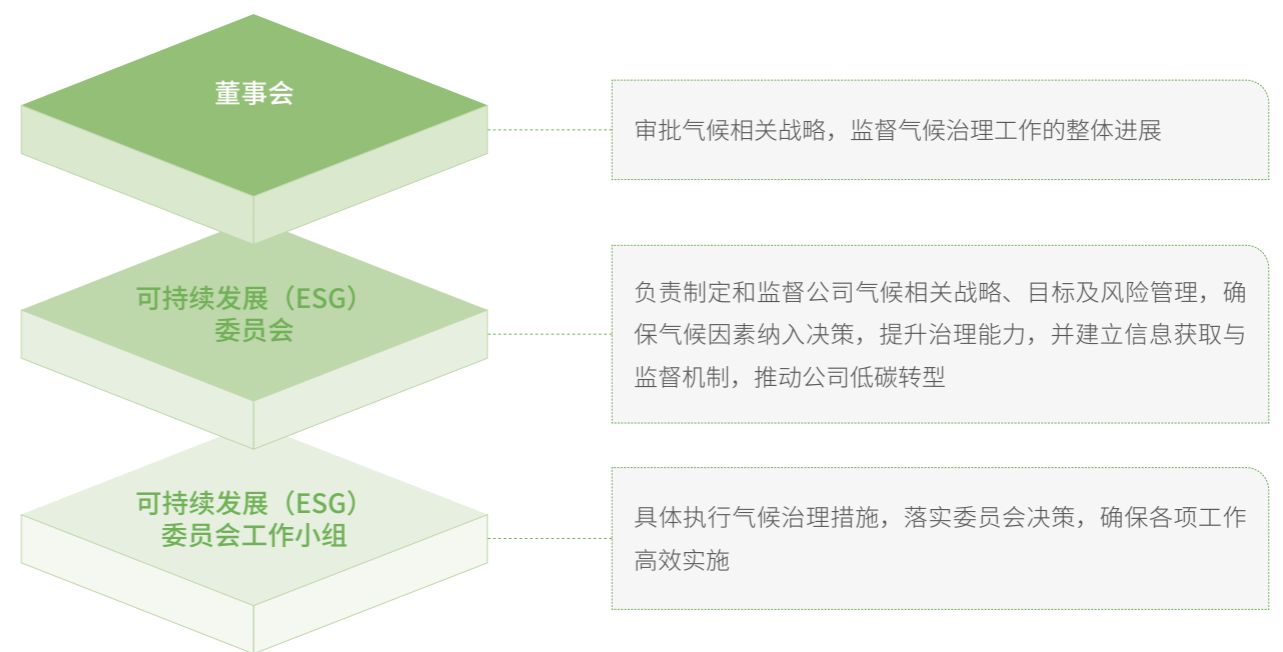 董事会
审批气候相关战略，监督气候治理工作的整体进展
可持续发展（ESG）
委员会
负责制定和监督公司气候相关战略、目标及风险管理，确
保气候因素纳入决策，提升治理能力，并建立信息获取与
监督机制，推动公司低碳转型
可持续发展（ESG）
委员会工作小组
具体执行气候治理措施，落实委员会决策，确保各项工作
高效实施